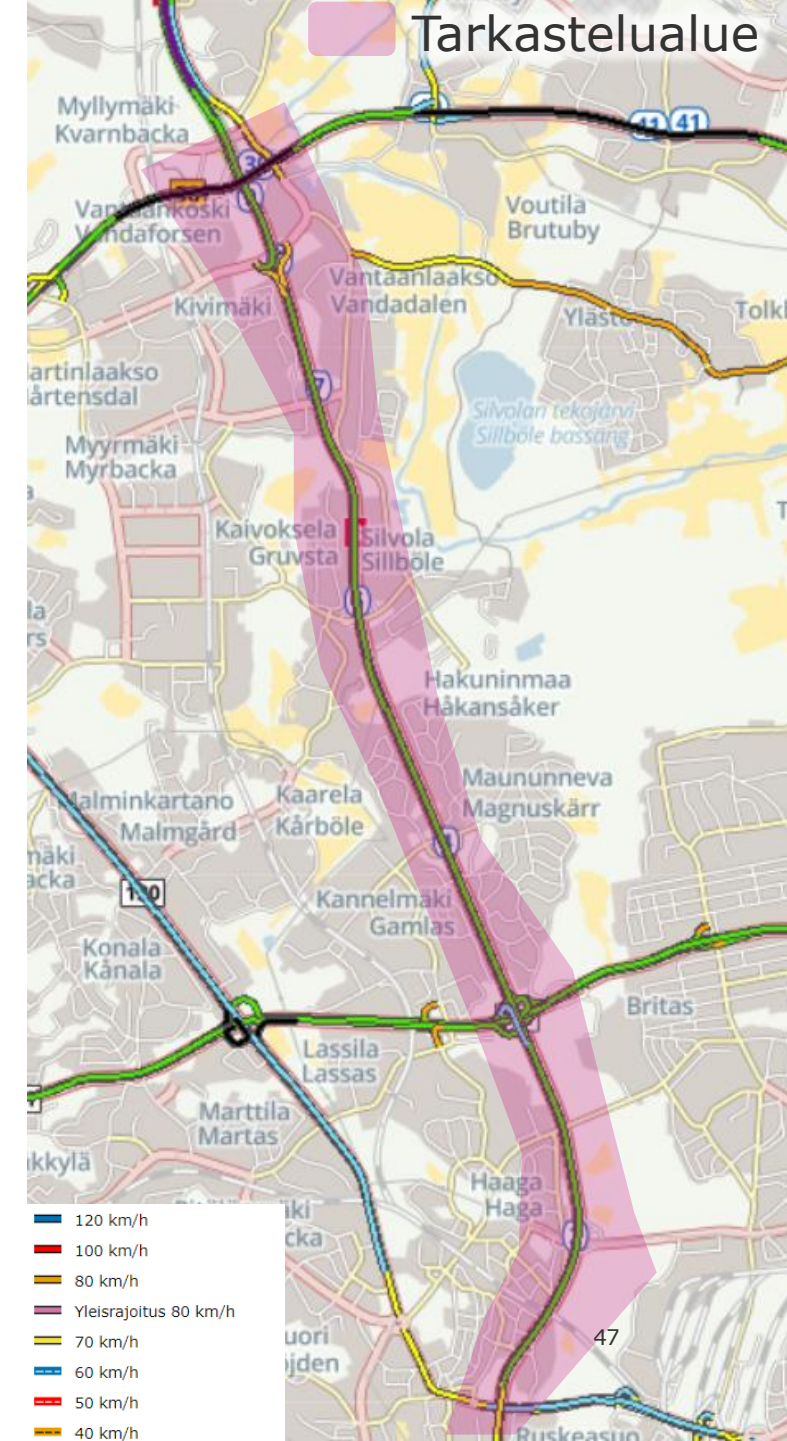 Tarkastelualue
Myllymäki
Kvarnbacka
41
Vantaankoski
Vandaforsen
Voutila
Brutuby
Vantaanlaakso
Vandadalen
Kivimäki
Silvolan tekojärvi
Sillböle bassäng
Myyrmäki
Myrbacka
Kaivoksela
Gruvsta
Silvola
Sillböle
Hakuninmaa
Håkansåker
Maununneva
Magnuskärr
Malminkartano
Malmgård
Kaarela
Kårböle
120
Kannelmäki
Gamlas
Konala
Kånala
Britas
Lassila
Lassas
Marttila
Martas
Haaga
Haga
120 km/h
100 km/h
80 km/h
Yleisrajoitus 80 km/h
70 km/h
60 km/h
50 km/h
40 km/h
47
Ruskeasuo